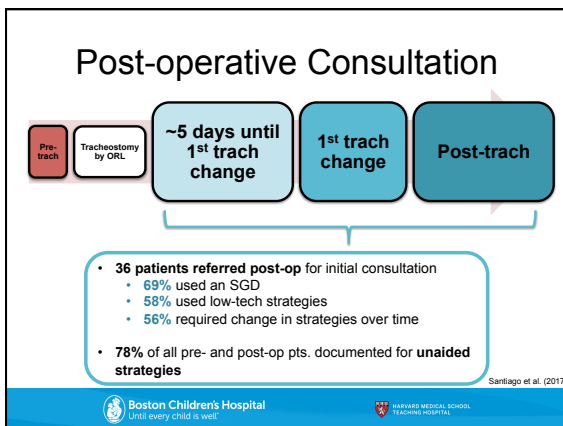 Post-operative Consultation
Pre-
trach
Tracheostomy
by ORL
~5 days until
1st trach
change
1st trach
change
Post-trach
• 36 patients referred post-op for initial consultation
• 69% used an SGD
• 58% used low-tech strategies
• 56% required change in strategies over time
• 78% of all pre- and post-op pts. documented for unaided
strategies
Santiago et al. (2017
Boston Children's Hospital
Until every child is well™
HARVARD MEDICAL SCHOOL
TEACHING HOSPITAL